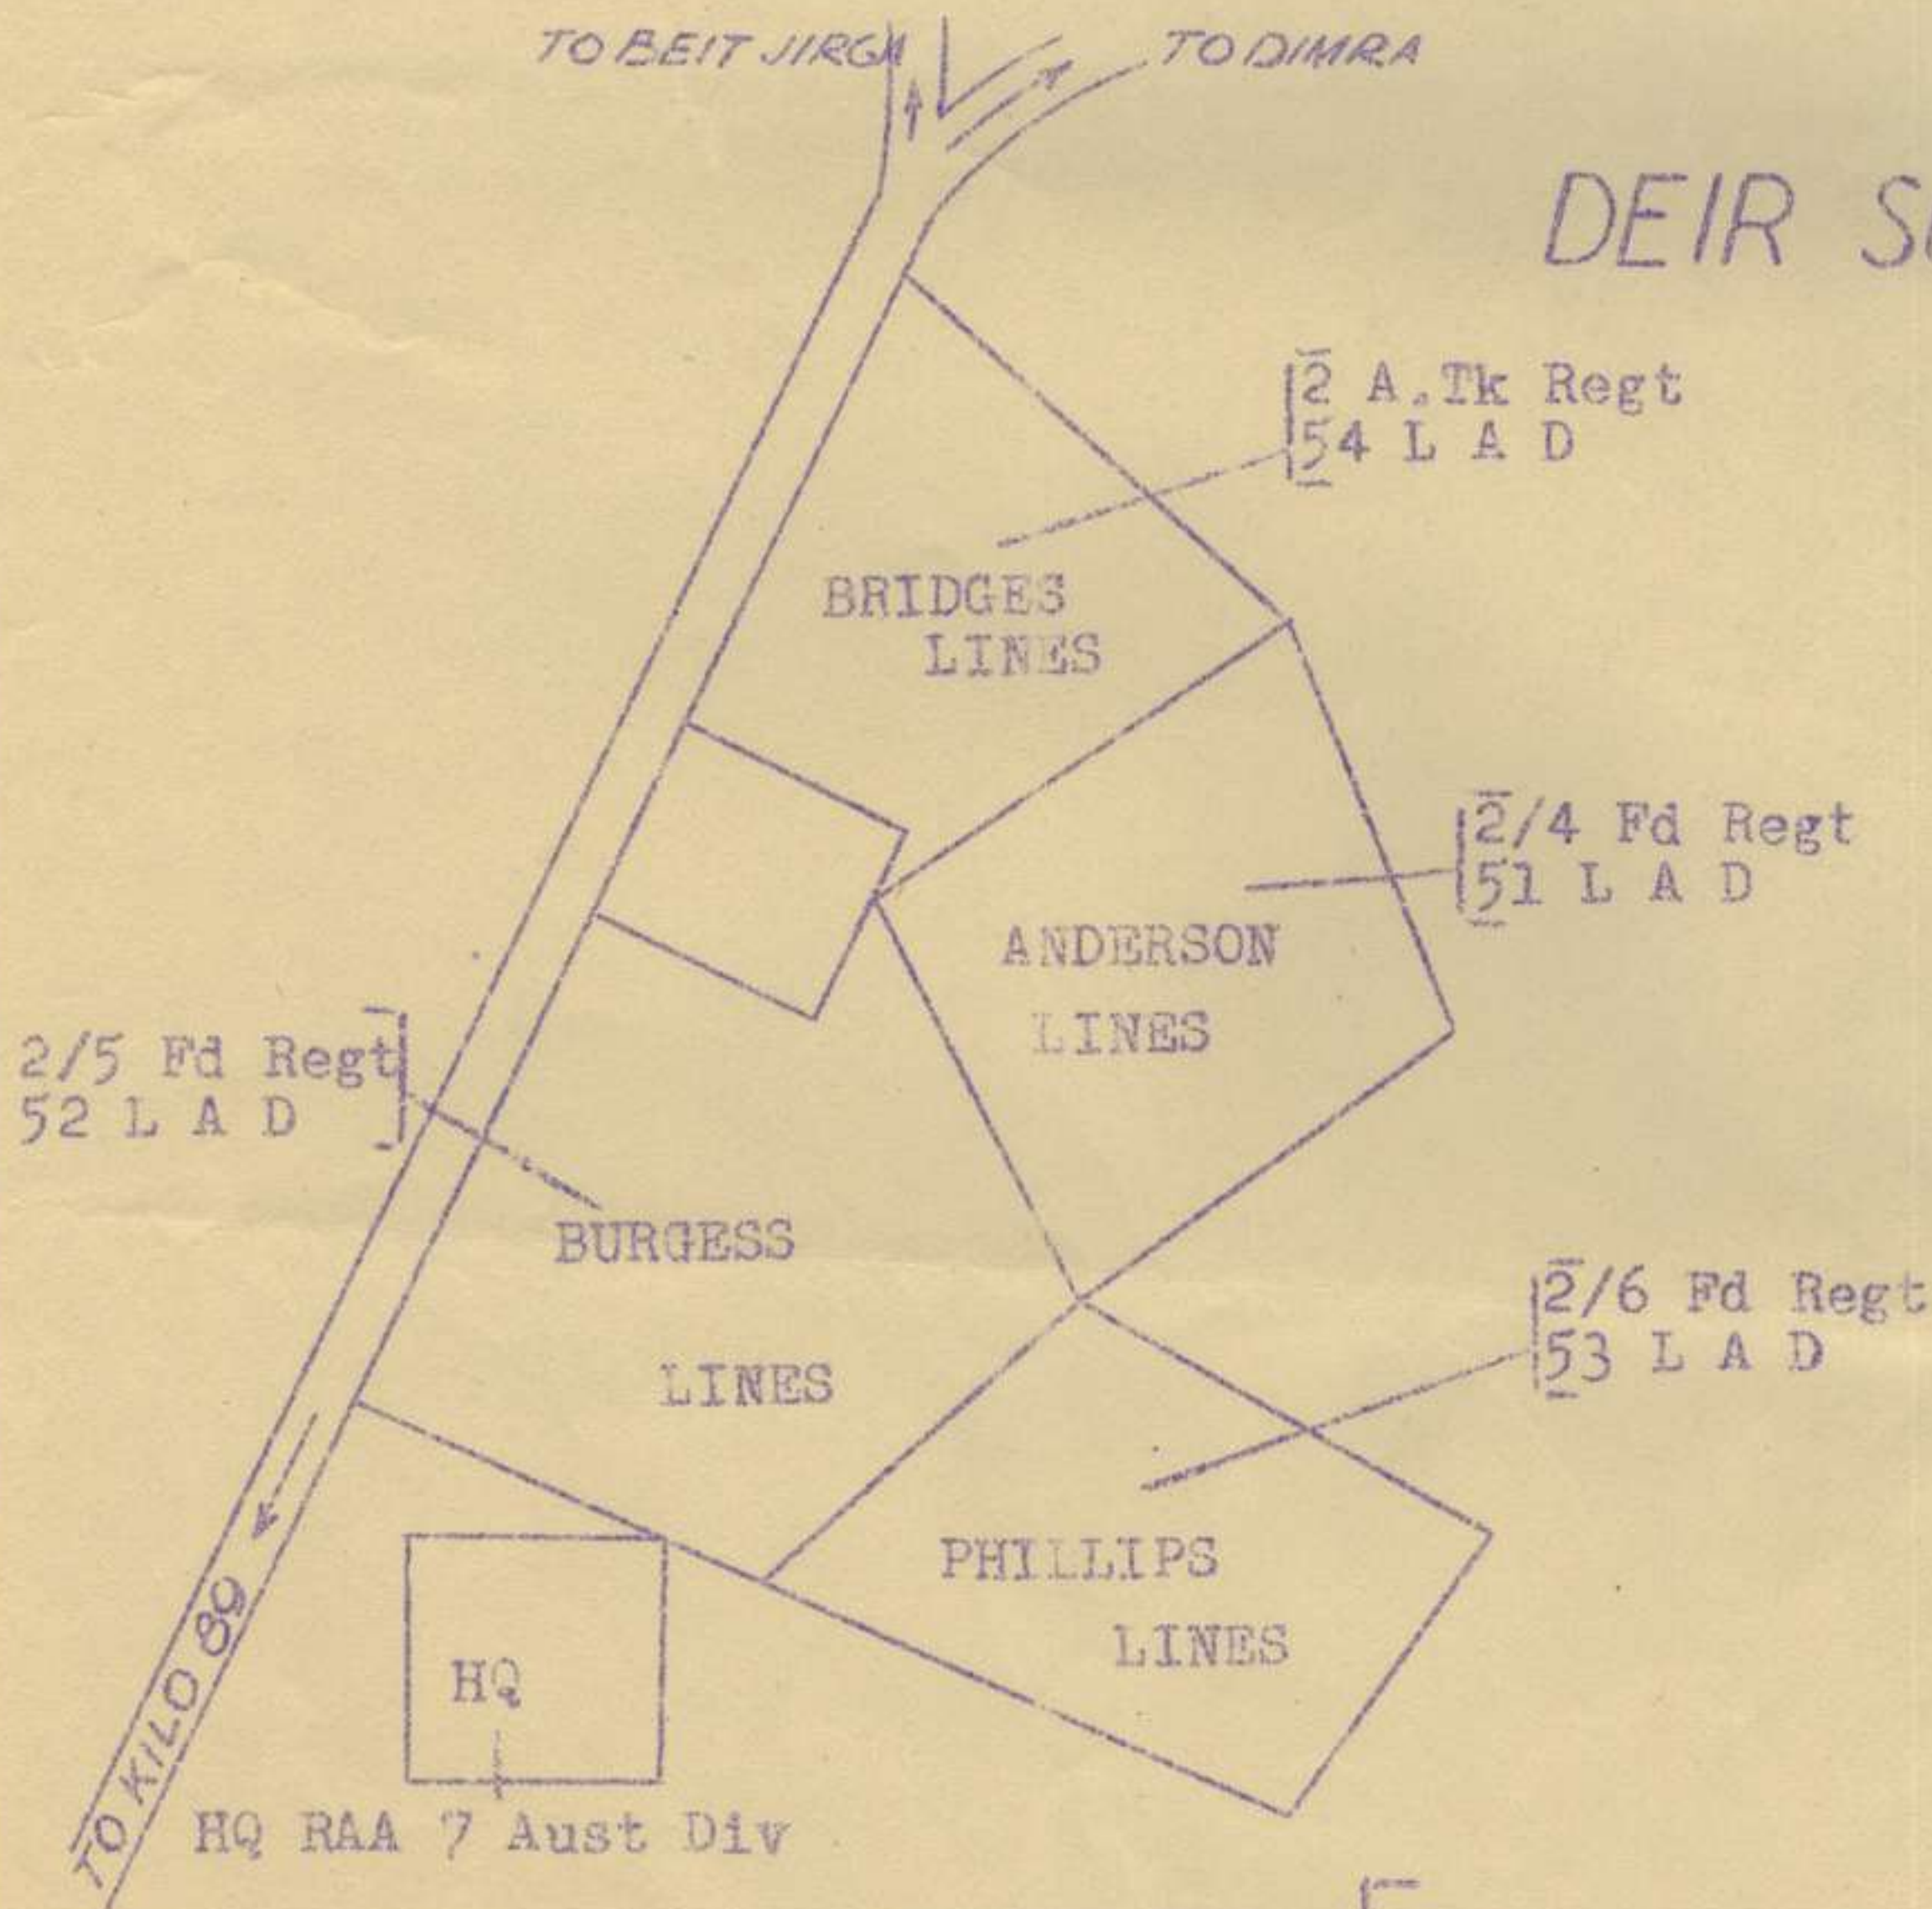 TO BEIT JIRGA
TO DIMRA
DEIR
2 A.Tk Regt
54 L A D
BRIDGES
LINES
2/4 Fd Regt
51 L A D
ANDERSON
LINES
2/5 Fd Regt
52 L A D
BURGESS
LINES
2/6 Fd Regt
53 L A D
PHILLIPS
LINES
TO KILO 89
HQ
HQ RAA 7 Aust Div